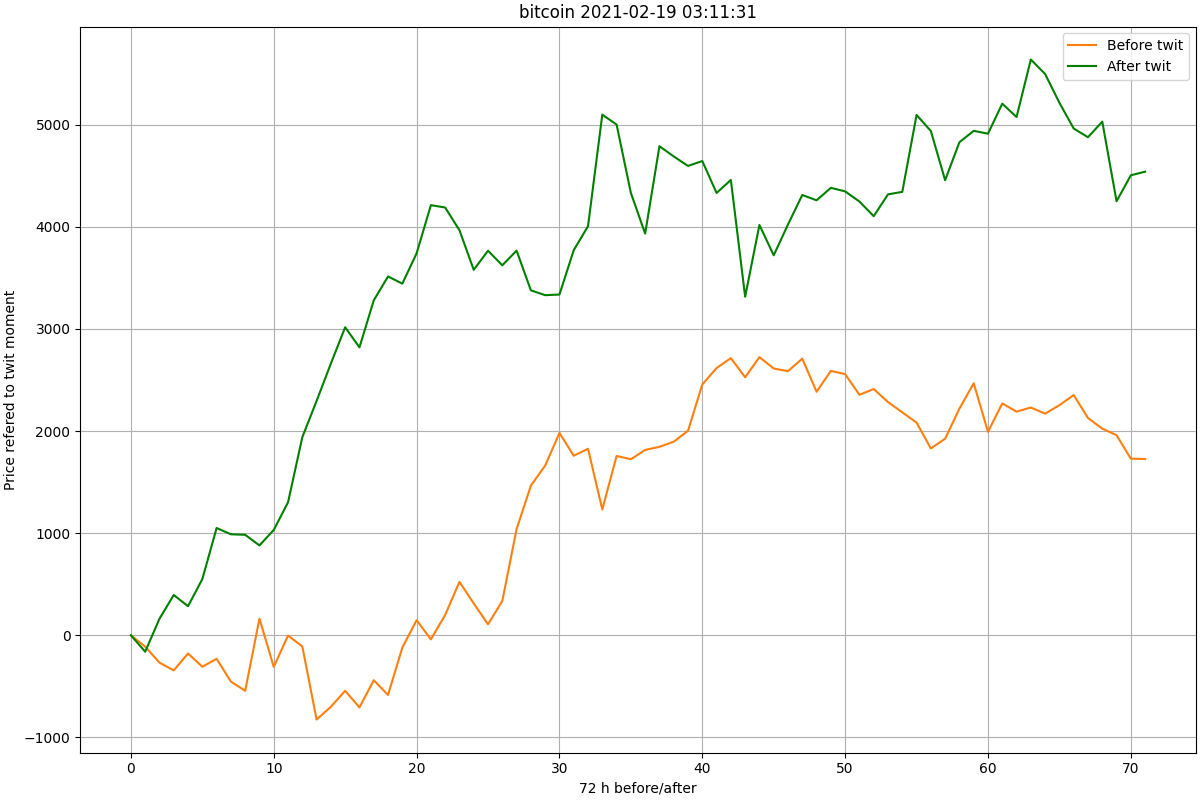 bitcoin 2021-02-19 03:11:31
Before twit
After twit
Price refered to twit moment
5000
4000
3000
2000
1000
0
−1000
0 10 20 30 40 50 60 70
72 h before/after